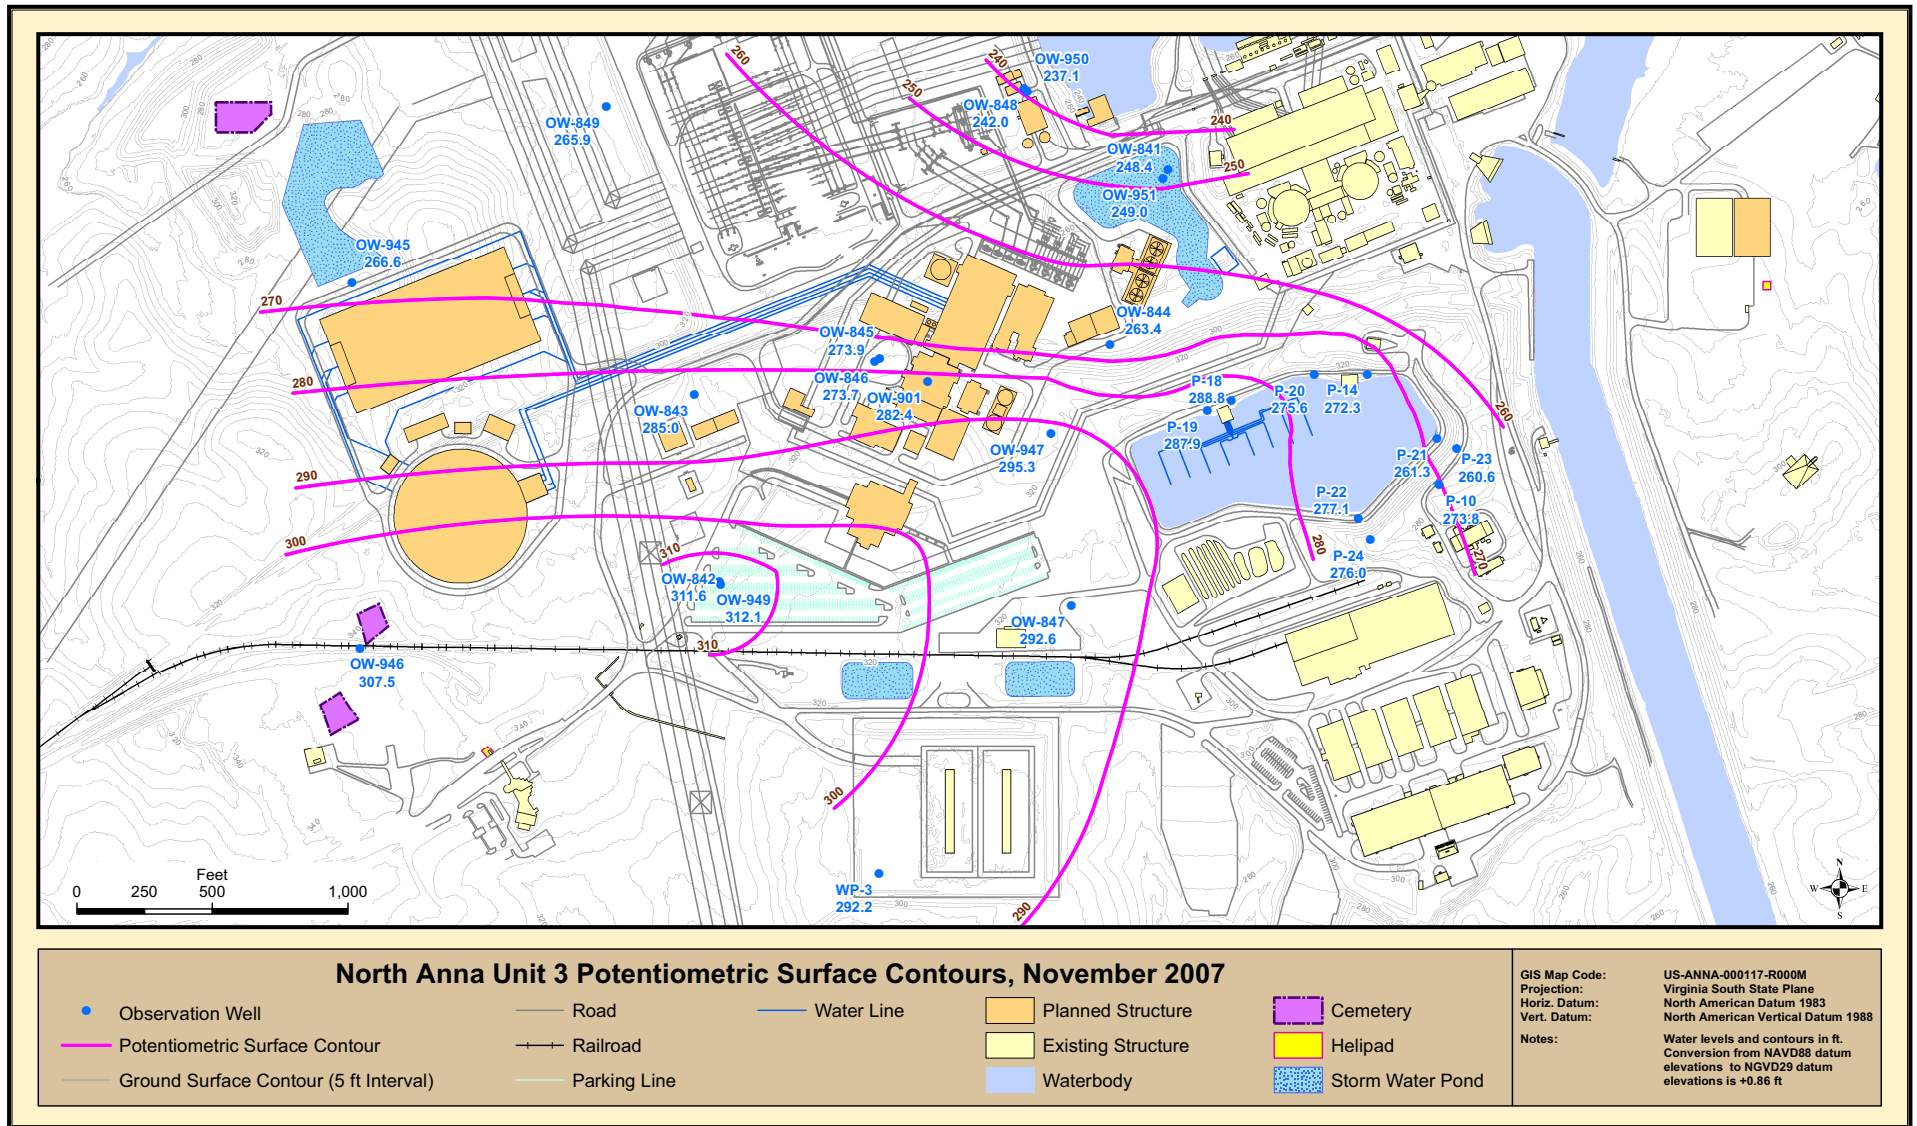 260
240
OW-950
237.1
250
OW-848
242.0
OW-849
265.9
240
OW-841
248.4
250
OW-951
249.0
OW-945
266.6
270
OW-844
263.4
OW-845
273.9
280
OW-846
273.7
OW-901
282.4
OW-843
285.0
P-18
288.8
P-20
275.6
P-14
272.3
260
P-19
287.9
OW-947
295.3
P-21
261.3
P-23
260.6
290
P-22
277.1
P-10
273.8
300
310
280
P-24
276.0
270
OW-842
311.6
OW-949
312.1
OW-847
292.6
310
OW-946
307.5
300
WP-3
292.2
290
Feet
0 250 500 1,000
N
W E
S
North Anna Unit 3 Potentiometric Surface Contours, November 2007
Observation Well
Potentiometric Surface Contour
Ground Surface Contour (5 ft Interval)
Road
Railroad
Parking Line
Water Line
Planned Structure
Existing Structure
Waterbody
Cemetery
Helipad
Storm Water Pond
GIS Map Code: US-ANNA-000117-R000M
Projection: Virginia South State Plane
Horiz. Datum: North American Datum 1983
Vert. Datum: North American Vertical Datum 1988
Notes: Water levels and contours in ft.
Conversion from NAVD88 datum
elevations to NGVD29 datum
elevations is +0.86 ft